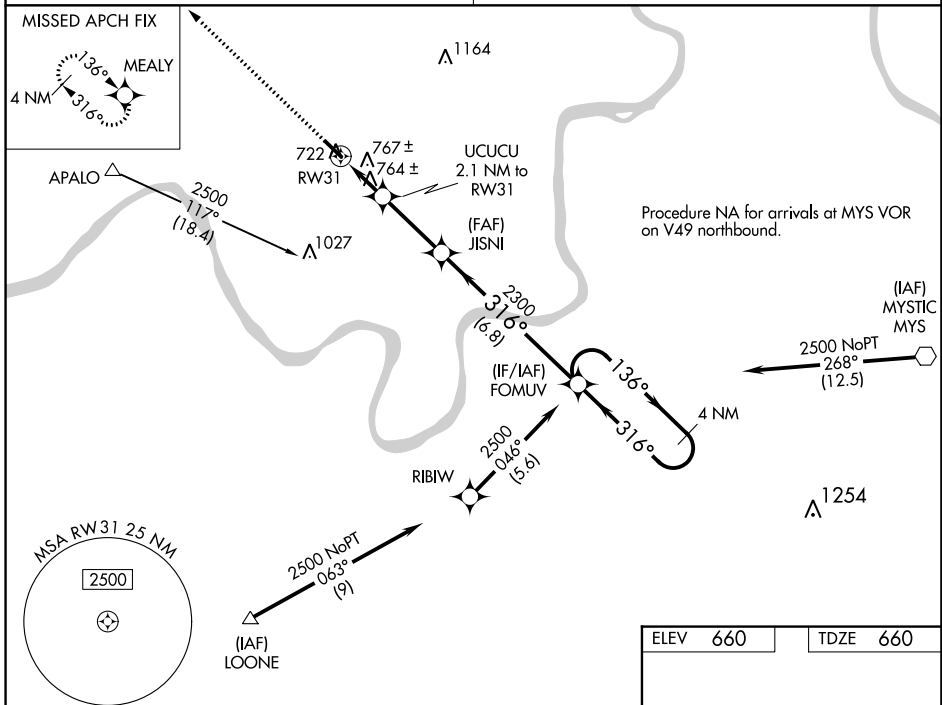 MISSED APCH FIX
MEALY
136°
316°
4 NM
1164
722
RW31
767 ±
764 ±
UCUCU
2.1 NM to
RW31
APALO
2500
117°
(18.4)
1027
(FAF)
JISNI
Procedure NA for arrivals at MYS VOR
on V49 northbound.
2300
316°
(6.8)
(IAF)
MYSTIC
MYS
2500 NoPT
268°
(12.5)
(IF/IAF)
FOMUV
136°
316°
4 NM
2500
046°
(5.6)
RIBIW
1254
MSA RW31 25 NM
2500
2500 NoPT
063°
(9)
(IAF)
LOONE
ELEV 660
TDZE 660